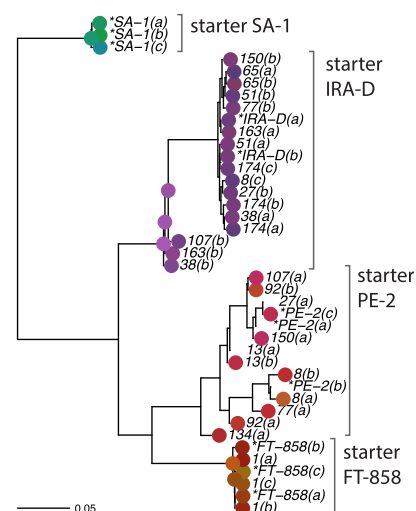 *SA-1(a)
*SA-1(b)
*SA-1(c)
starter SA-1
150(b)
65(a)
65(b)
51(b)
77(b)
*IRA-D(a)
163(a)
51(a)
*IRA-D(b)
174(c)
8(c)
27(b)
174(b)
38(a)
174(a)
107(b)
163(b)
38(b)
starter
IRA-D
107(a)
92(b)
27(a)
*PE-2(c)
*PE-2(a)
150(a)
13(a)
13(b)
8(b)
*PE-2(b)
8(a)
77(a)
92(a)
134(a)
starter
PE-2
*FT-858(b)
1(a)
*FT-858(c)
1(c)
*FT-858(a)
1(b)
starter
FT-858
0.05